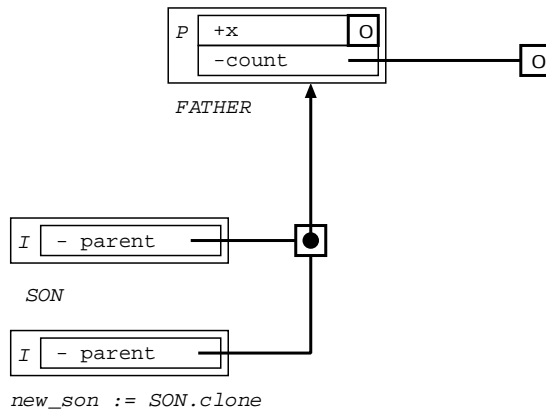 P +x O
-count O
FATHER
I - parent
SON
I - parent
new_son := SON.clone